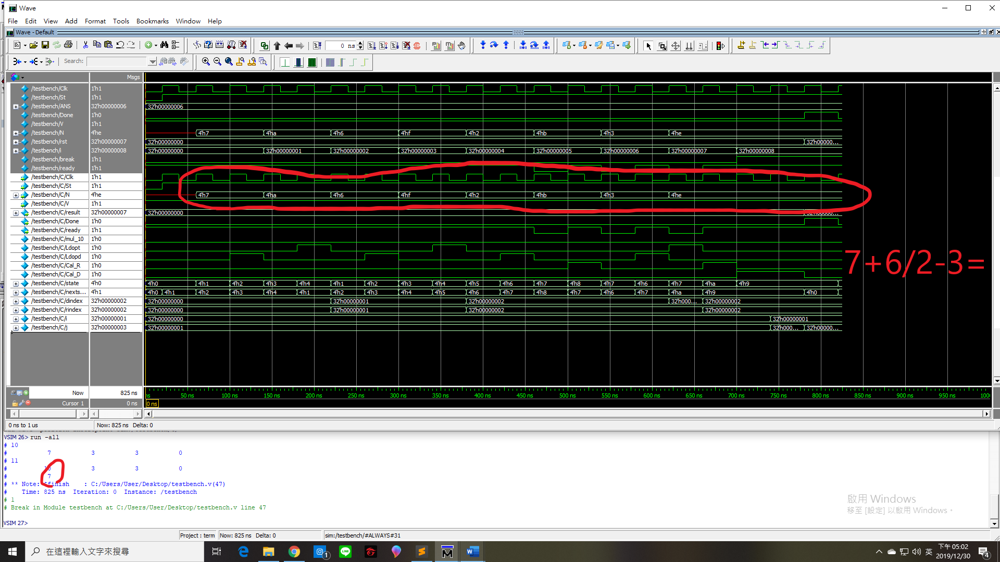 Wave
File Edit View Add Format Tools Bookmarks Window Help
Wave - Default
0 ns
Search:
Msgs
/testbench/Clk 1'h1
/testbench/St 1'h1
/testbench/ANS 32'h00000006 32'h00000006
/testbench/Done 1'h0
/testbench/V 1'h1
/testbench/N 4'he 4'h7 4'ha 4'h6 4'hf 4'h2 4'hb 4'h3 4'he
/testbench/rst 32'h00000007 32'h00000000 32'h00000...
/testbench/i 32'h00000008 32'h00000000 32'h00000001 32'h00000002 32'h00000003 32'h00000004 32'h00000005 32'h00000006 32'h00000007 32'h00000008
/testbench/break 1'h1
/testbench/ready 1'h1
/testbench/C/Clk 1'h1
/testbench/C/St 1'h1
/testbench/C/N 4'he 4'h7 4'ha 4'h6 4'hf 4'h2 4'hb 4'h3 4'he
/testbench/C/V 1'h1
/testbench/C/result 32'h00000007 32'h00000000
/testbench/C/Done 1'h0
/testbench/C/ready 1'h1
/testbench/C/mul_10 1'h0
/testbench/C/Ldopt 1'h0
/testbench/C/Ldopd 1'h0
/testbench/C/Cal_R 1'h0
/testbench/C/Cal_D 1'h0
7+6/2-3=
/testbench/C/state 4'h0 4'h0 4'h1 4'h2 4'h3 4'h4 4'h1 4'h2 4'h3 4'h4 4'h5 4'h6 4'h7 4'h8 4'h7 4'h6 4'h7 4'ha 4'h9
/testbench/C/nexts... 4'h1 4'h0 4'h1 4'h2 4'h3 4'h4 4'h1 4'h2 4'h3 4'h4 4'h5 4'h6 4'h7 4'h8 4'h7 4'h6 4'h7 4'ha 4'h9 4'h0
/testbench/C/dindex 32'h00000002 32'h00000000 32'h00000001 32'h00000002 32'h000... 32'h00000002
/testbench/C/rindex 32'h00000002 32'h00000000 32'h00000001 32'h00000002 32'h00000002
/testbench/C/i 32'h00000001 32'h00000000 32'h00000001
/testbench/C/j 32'h00000003 32'h00000001 32'h000... 32'h00000...
Now 825 ns
50 ns 100 ns 150 ns 200 ns 250 ns 300 ns 350 ns 400 ns 450 ns 500 ns 550 ns 600 ns 650 ns 700 ns 750 ns 800 ns 850 ns 900 ns 950 ns
Cursor 1 0 ns 0 ns
0 ns to 1 us Now: 825 ns Delta: 0
VSIM 26> run -all
# 10
# 7 3 3 0
# 11
# 10 3 3 0
# 7
# ** Note: $finish : C:/Users/User/Desktop/testbench.v(47)
# Time: 825 ns Iteration: 0 Instance: /testbench
# 1
# Break in Module testbench at C:/Users/User/Desktop/testbench.v line 47
VSIM 27>
啟用 Windows
移至 [設定] 以啟用 Windows。
Project : term Now: 825 ns Delta: 0 sim:/testbench/#ALWAYS#31
在這裡輸入文字來搜尋
1
LINE
英
下午 05:02
2019/12/30
4